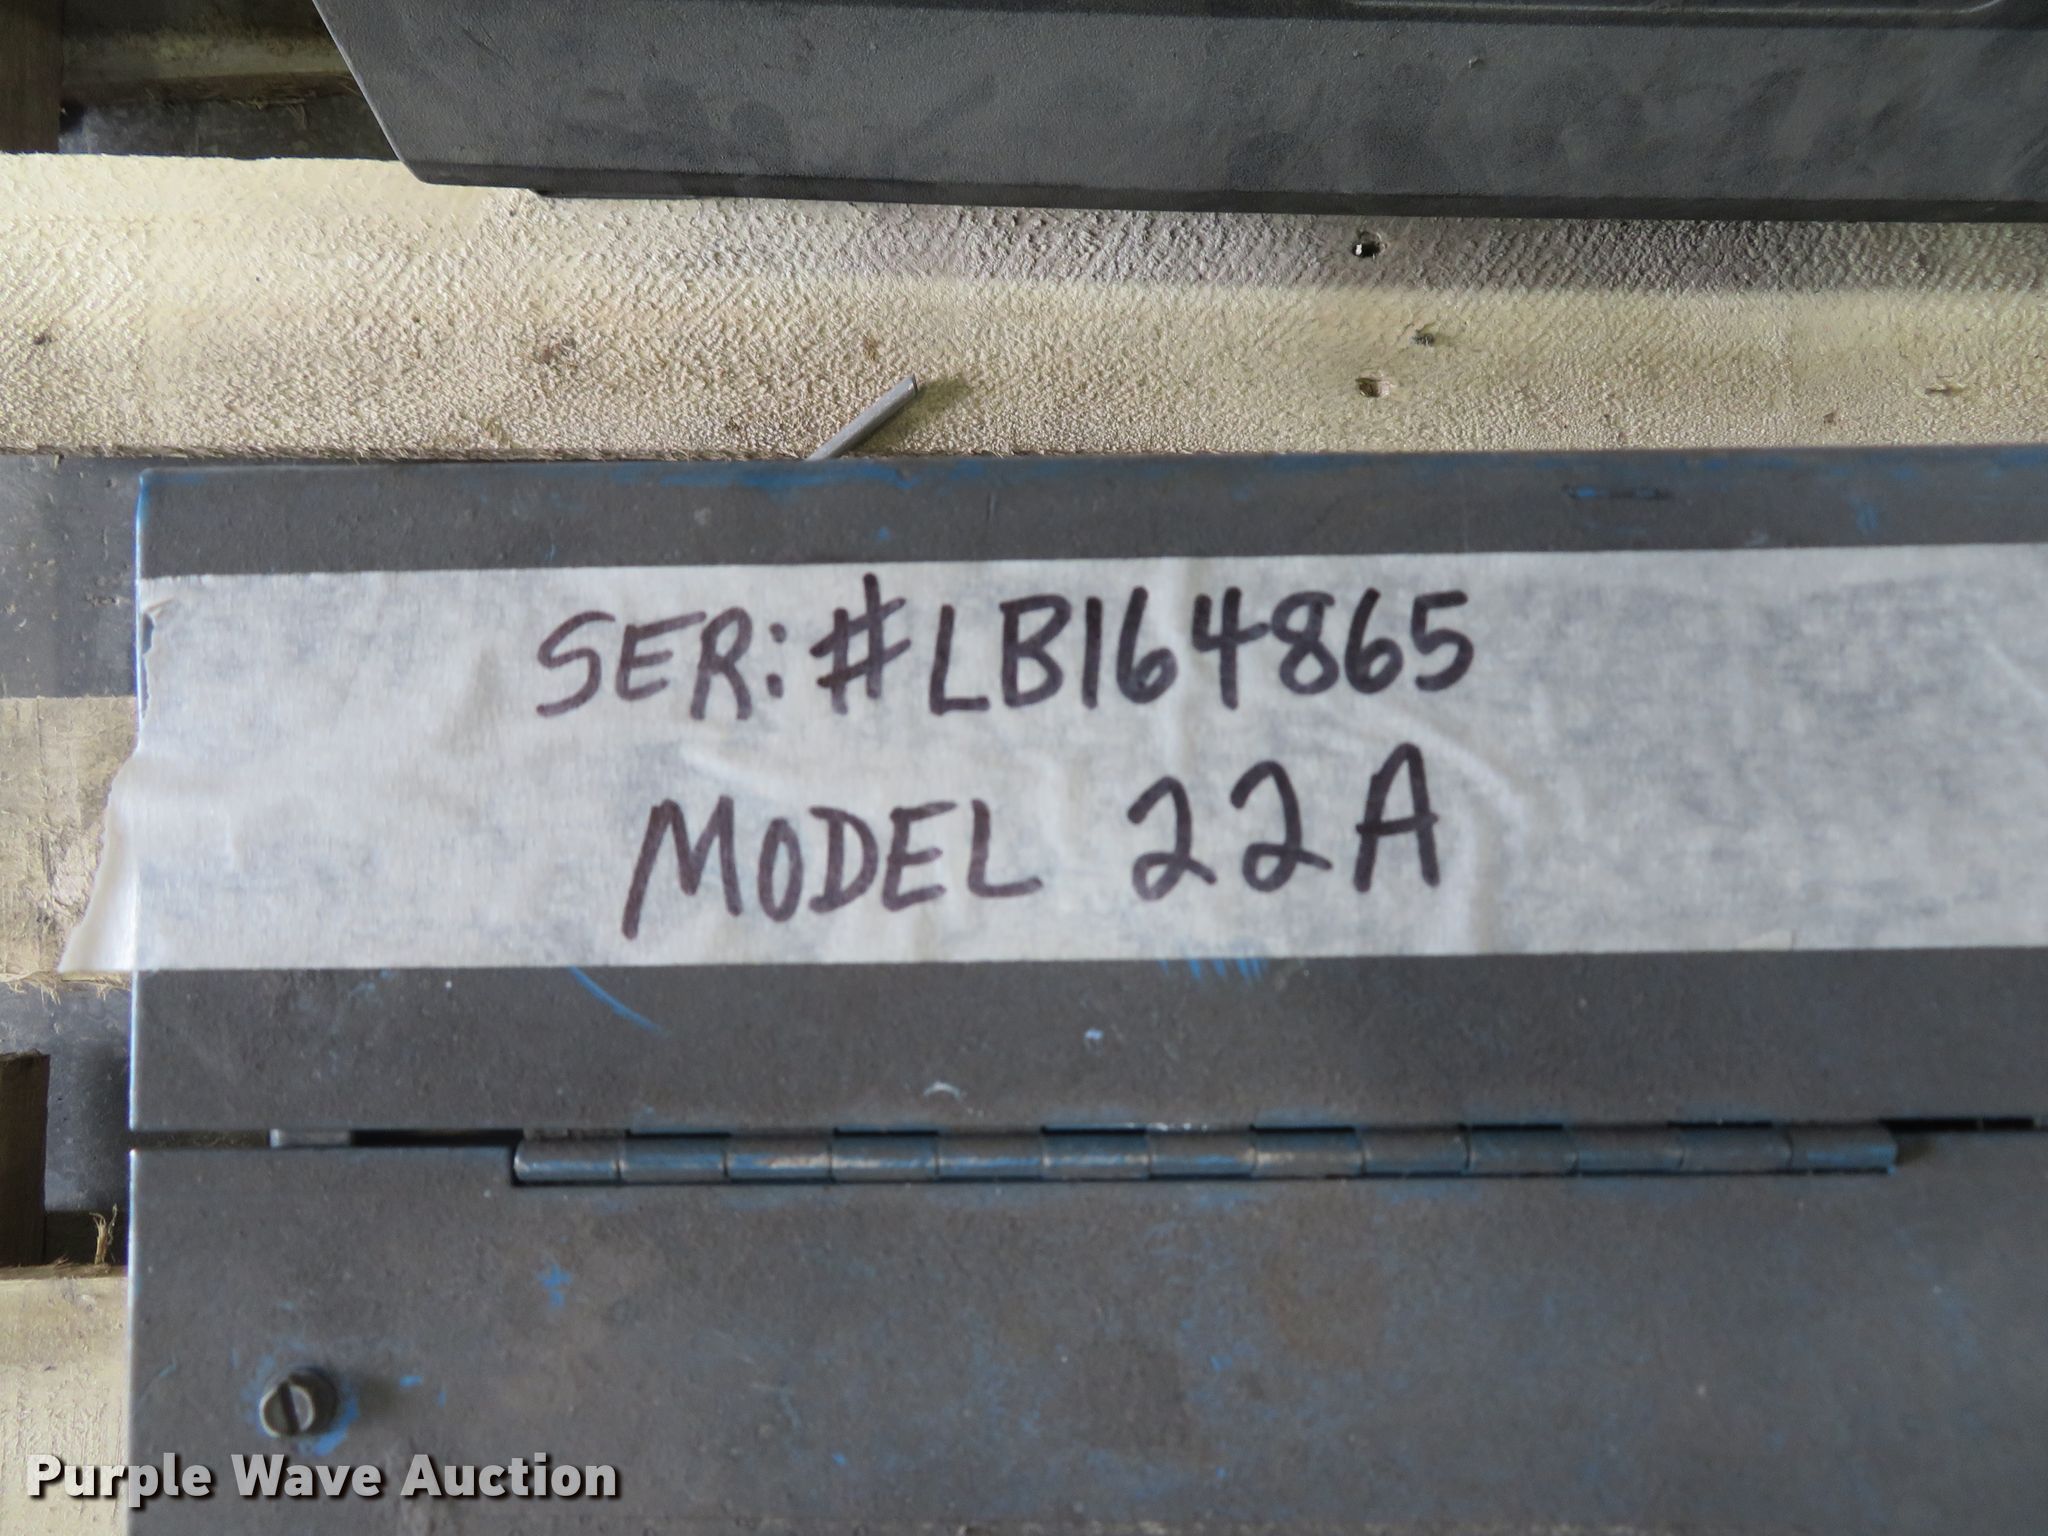 SER: #LB164865
MODEL 22A
Purple Wave Auction